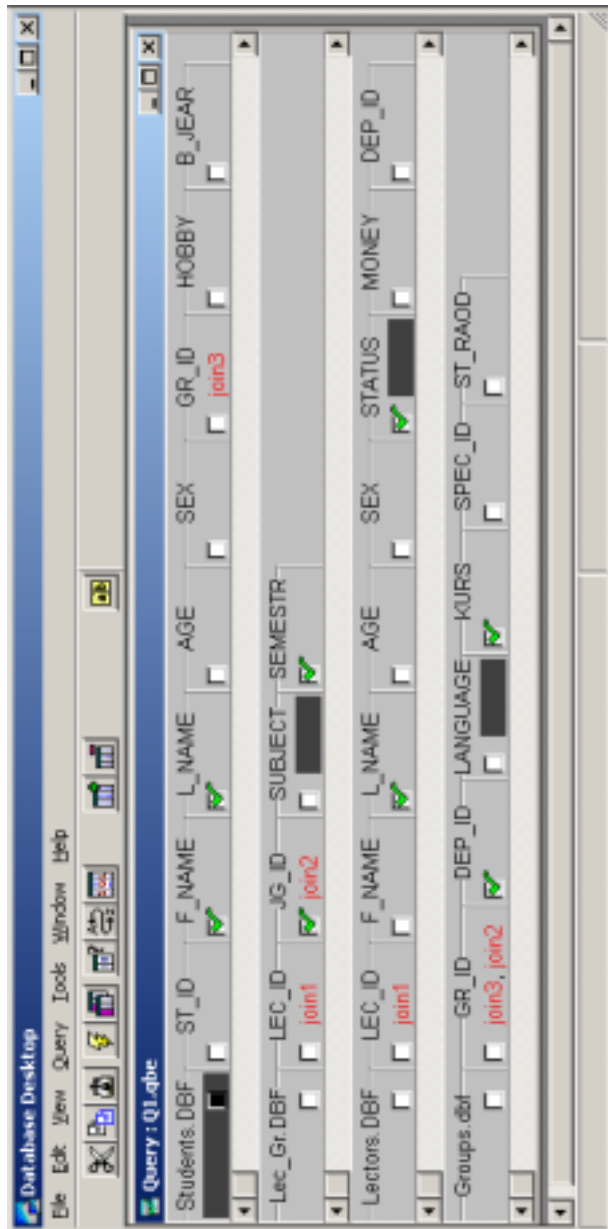 Database Desktop
File Edit View Query Tools Window Help
Query : Q1.qbe
Students.DBF ST_ID F_NAME L_NAME AGE SEX GR_ID HOBBY B_JEAR
join3
Lec_Gr.DBF LEC_ID JG_ID SUBJECT SEMESTR
join1 join2
Lectors.DBF LEC_ID F_NAME L_NAME AGE SEX STATUS MONEY DEP_ID
join1
Groups.dbf GR_ID DEP_ID LANGUAGE KURS SPEC_ID ST_RAOD
join3, join2